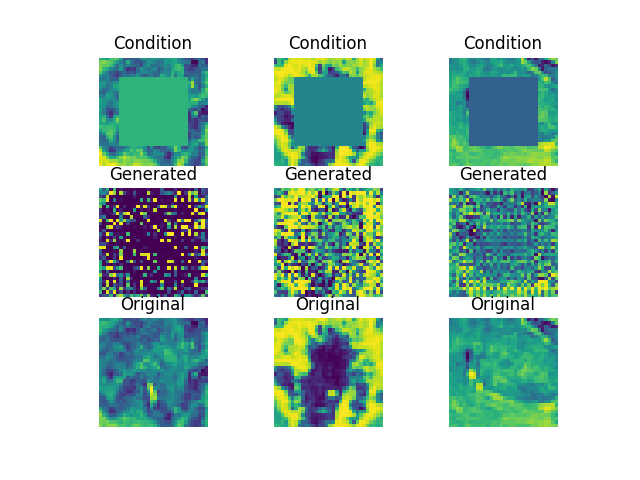 Condition Condition Condition
Generated Generated Generated
Original Original Original